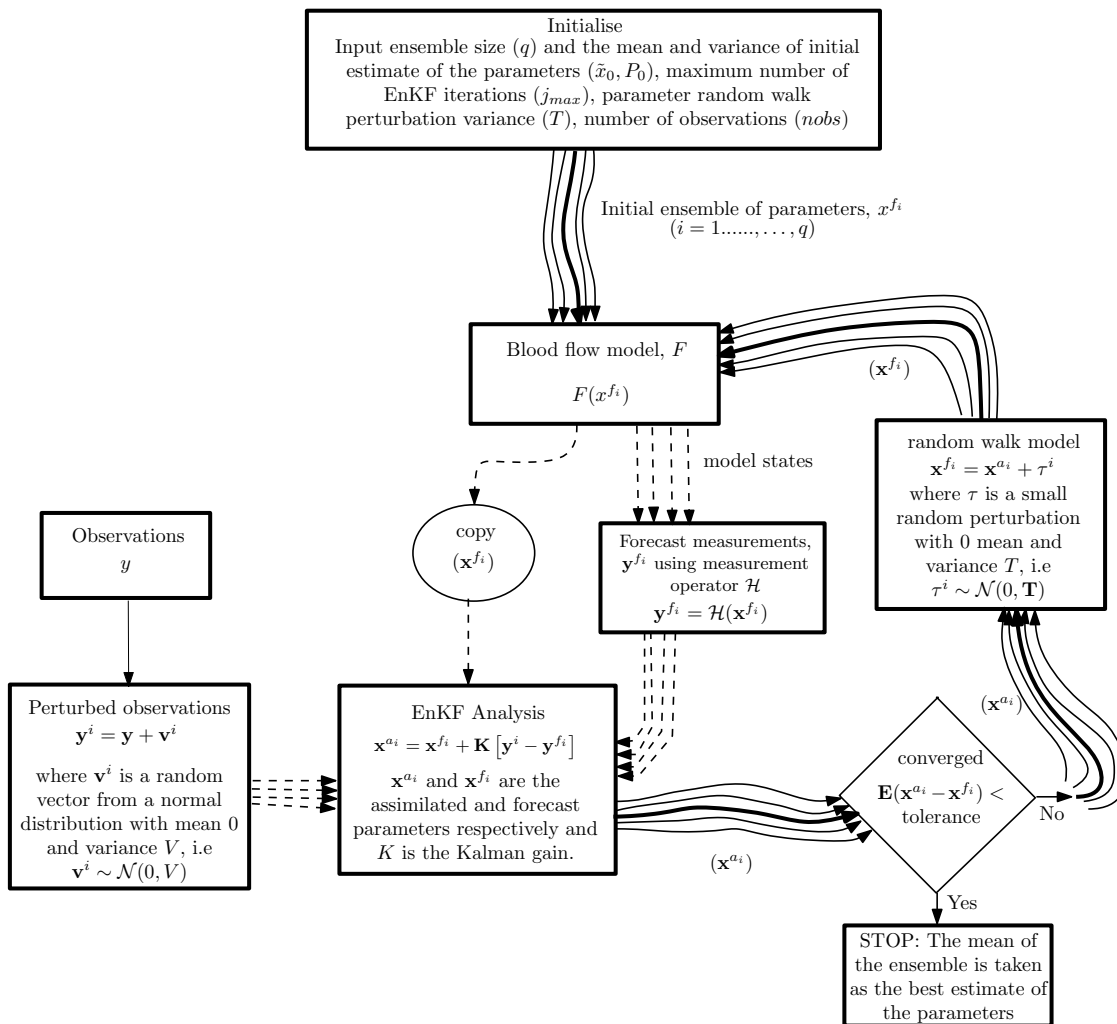 Initialise
Input ensemble size (q) and the mean and variance of initial
estimate of the parameters (x̃₀, P₀), maximum number of
EnKF iterations (j_max), parameter random walk
perturbation variance (T), number of observations (nobs)
Initial ensemble of parameters, x^{f_i}
(i = 1......, . . . , q)
Blood flow model, F
F(x^{f_i})
(x^{f_i})
model states
random walk model
x^{f_i} = x^{a_i} + τ^i
where τ is a small
random perturbation
with 0 mean and
variance T, i.e
τ^i ∼ N(0, T)
copy
(x^{f_i})
Forecast measurements,
y^{f_i} using measurement
operator H
y^{f_i} = H(x^{f_i})
Observations
y
Perturbed observations
y^i = y + v^i
where v^i is a random
vector from a normal
distribution with mean 0
and variance V, i.e
v^i ∼ N(0, V)
EnKF Analysis
x^{a_i} = x^{f_i} + K [y^i − y^{f_i}]
x^{a_i} and x^{f_i} are the
assimilated and forecast
parameters respectively and
K is the Kalman gain.
(x^{a_i})
converged
E(x^{a_i} − x^{f_i}) <
tolerance
No
(x^{a_i})
Yes
STOP: The mean of
the ensemble is taken
as the best estimate of
the parameters